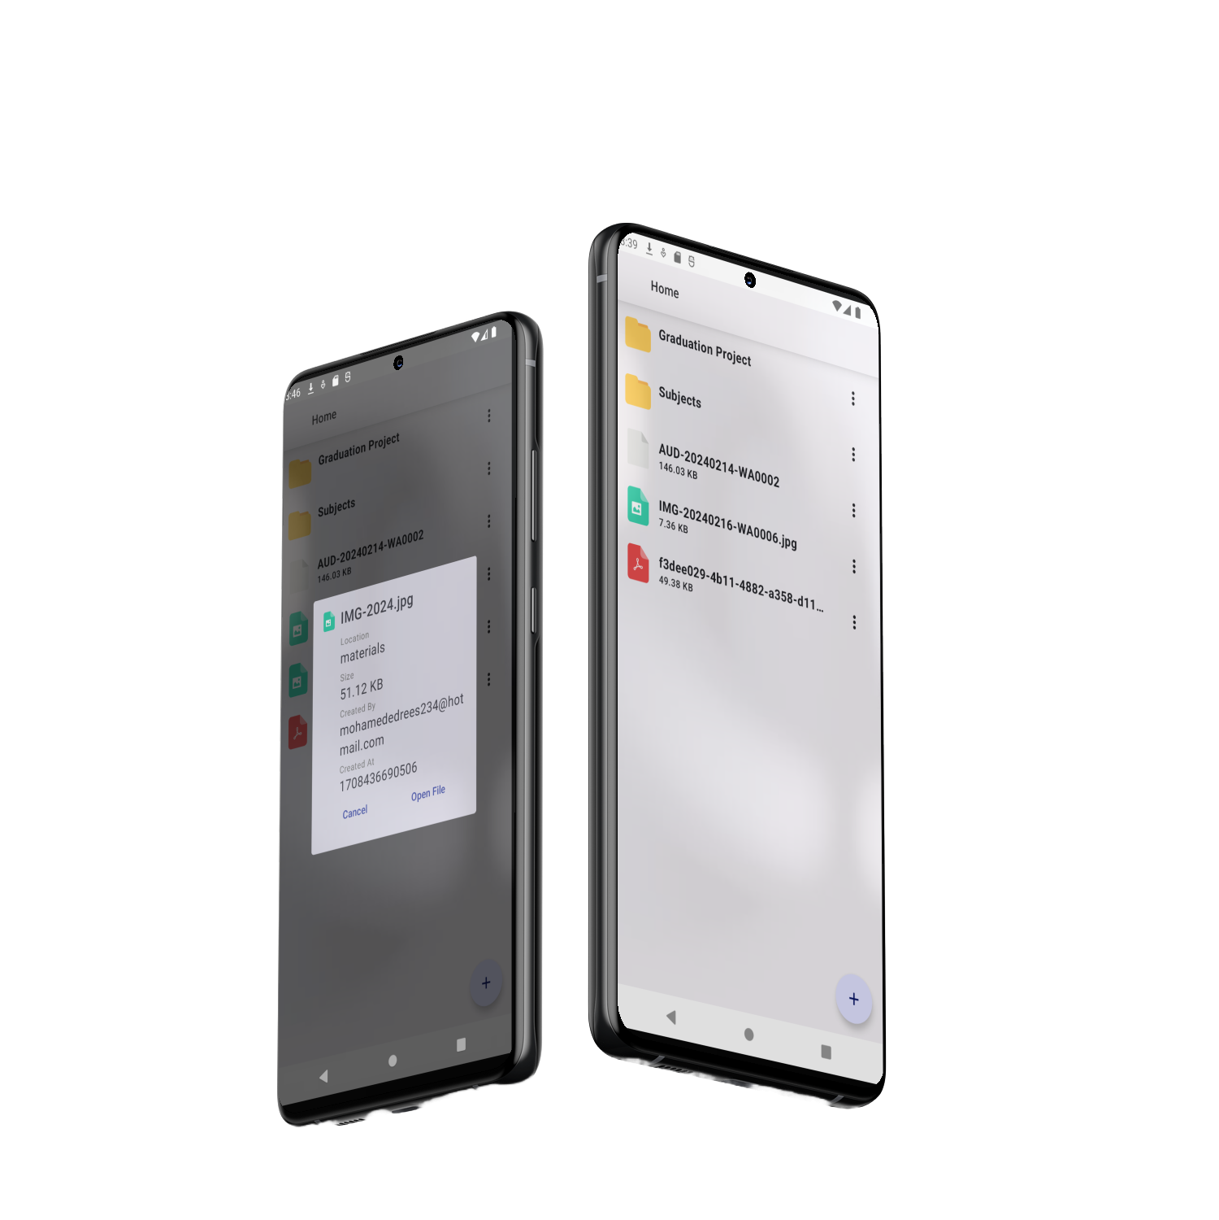 3:46
Home
Graduation Project
Subjects
AUD-20240214-WA0002
146.03 KB
IMG-2024.jpg
Location
materials
Size
51.12 KB
Created By
mohamededrees234@hot
mail.com
Created At
1708436690506
Cancel
Open File
3:39
Home
Graduation Project
Subjects
AUD-20240214-WA0002
146.03 KB
IMG-20240216-WA0006.jpg
7.36 KB
f3dee029-4b11-4882-a358-d11...
49.38 KB